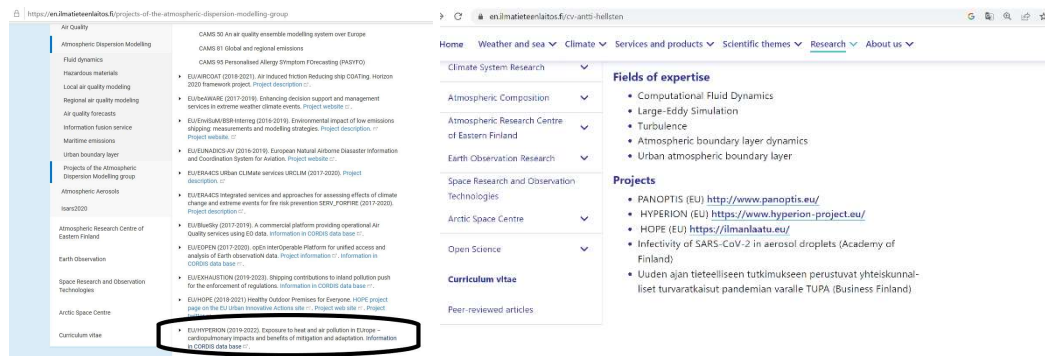 https://en.ilmatieteenlaitos.fi/projects-of-the-atmospheric-dispersion-modelling-group
Air Quality
Atmospheric Dispersion Modelling
Fluid dynamics
Hazardous materials
Local air quality modeling
Regional air quality modeling
Air quality forecasts
Information fusion service
Maritime emissions
Urban boundary layer
Projects of the Atmospheric
Dispersion Modelling group
Atmospheric Aerosols
Isars2020
Atmospheric Research Centre of
Eastern Finland
Earth Observation
Space Research and Observation
Technologies
Arctic Space Centre
Curriculum vitae
CAMS 50 An air quality ensemble modelling system over Europe
CAMS 81 Global and regional emissions
CAMS 95 Personalised Allergy SYmptom FOrecasting (PASYFO)
EU/AIRCOAT (2018-2021). Air Induced friction Reducing ship COATing. Horizon
2020 framework project. Project description
EU/beAWARE (2017-2019). Enhancing decision support and management
services in extreme weather climate events. Project website
EU/EnviSuM/BSR-Interreg (2016-2019). Environmental impact of low emissions
shipping: measurements and modelling strategies. Project description.
Project website.
EU/EUNADICS-AV (2016-2019). European Natural Airborne Diasaster Information
and Coordination System for Aviation. Project website
EU/ERA4CS URban CLIMate services URCLIM (2017-2020). Project
description.
EU/ERA4CS Integrated services and approaches for assessing effects of climate
change and extreme events for fire risk prevention SERV_FORFIRE (2017-2020).
Project description
EU/BlueSky (2017-2019). A commercial platform providing operational Air
Quality services using EO data. Information in CORDIS data base
EU/EOPEN (2017-2020). opEn interOperable Platform for unified access and
analysis of Earth observatioN data. Project information. Information in
CORDIS data base
EU/EXHAUSTION (2019-2023). Shipping contributions to Inland pollution push
for the enforcement of regulations. Information in CORDIS data base
EU/HOPE (2018-2021) Healthy Outdoor Premises for Everyone. HOPE project
page on the EU Urban Innovative Actions site. Project web site. Project
EU/HYPERION (2019-2022). Exposure to heat and air pollution in EUrope –
cardiopulmonary impacts and benefits of mitigation and adaptation. Information
in CORDIS data base
en.ilmatieteenlaitos.fi/cv-antti-hellsten
Home Weather and sea Climate Services and products Scientific themes Research About us
Climate System Research
Atmospheric Composition
Atmospheric Research Centre
of Eastern Finland
Earth Observation Research
Space Research and Observation
Technologies
Arctic Space Centre
Open Science
Curriculum vitae
Peer-reviewed articles
Fields of expertise
• Computational Fluid Dynamics
• Large-Eddy Simulation
• Turbulence
• Atmospheric boundary layer dynamics
• Urban atmospheric boundary layer
Projects
• PANOPTIS (EU) http://www.panoptis.eu/
• HYPERION (EU) https://www.hyperion-project.eu/
• HOPE (EU) https://ilmanlaatu.eu/
• Infectivity of SARS-CoV-2 in aerosol droplets (Academy of
Finland)
• Uuden ajan tieteelliseen tutkimukseen perustuvat yhteiskunnal-
liset turvaratkaisut pandemian varalle TUPA (Business Finland)